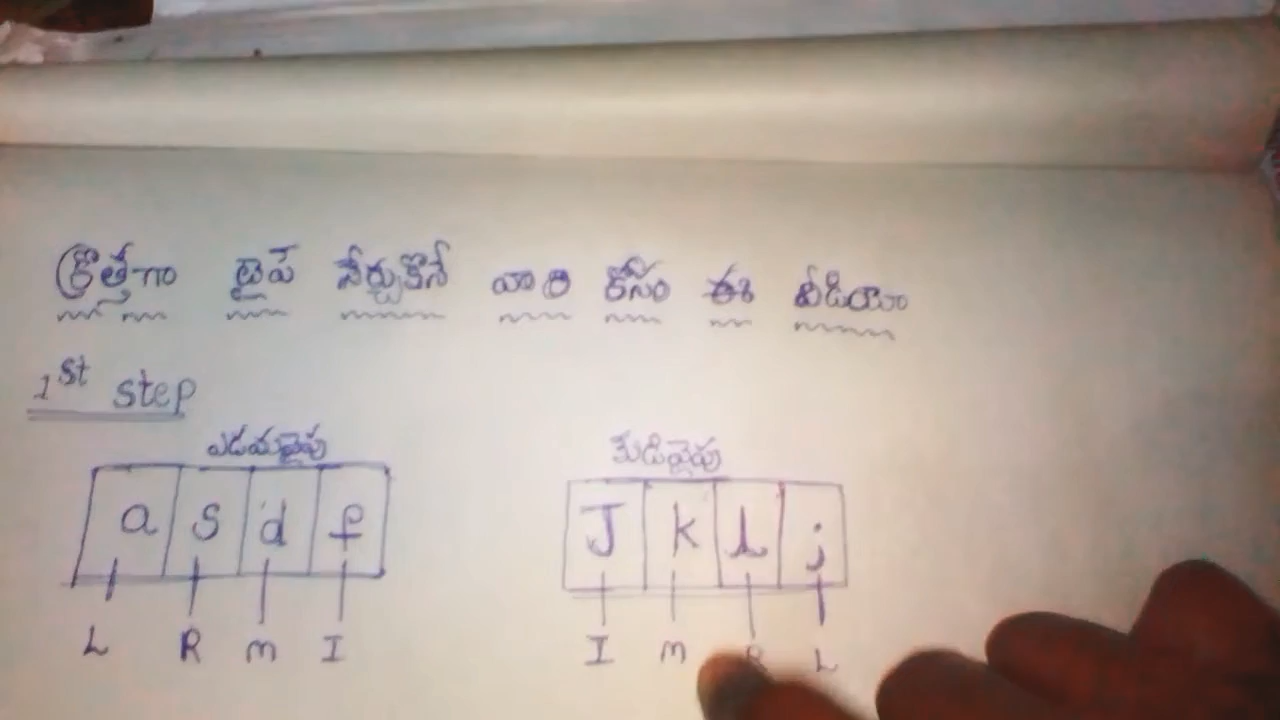 క్రొత్తగా టైపే నేర్చుకొనే వారి కోసం ఈ వీడియో
1st step
ఎడమవైపు కుడివైపు
a s d f J k l ;
L R m I I m R L